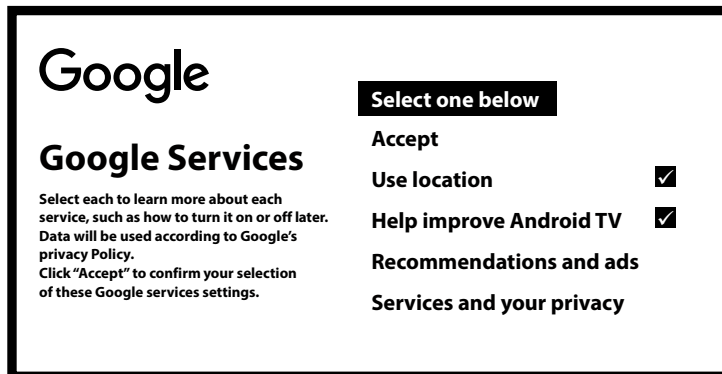 Google
Google Services
Select each to learn more about each
service, such as how to turn it on or off later.
Data will be used according to Google’s
privacy Policy.
Click “Accept” to confirm your selection
of these Google services settings.
Select one below
Accept
Use location
Help improve Android TV
Recommendations and ads
Services and your privacy